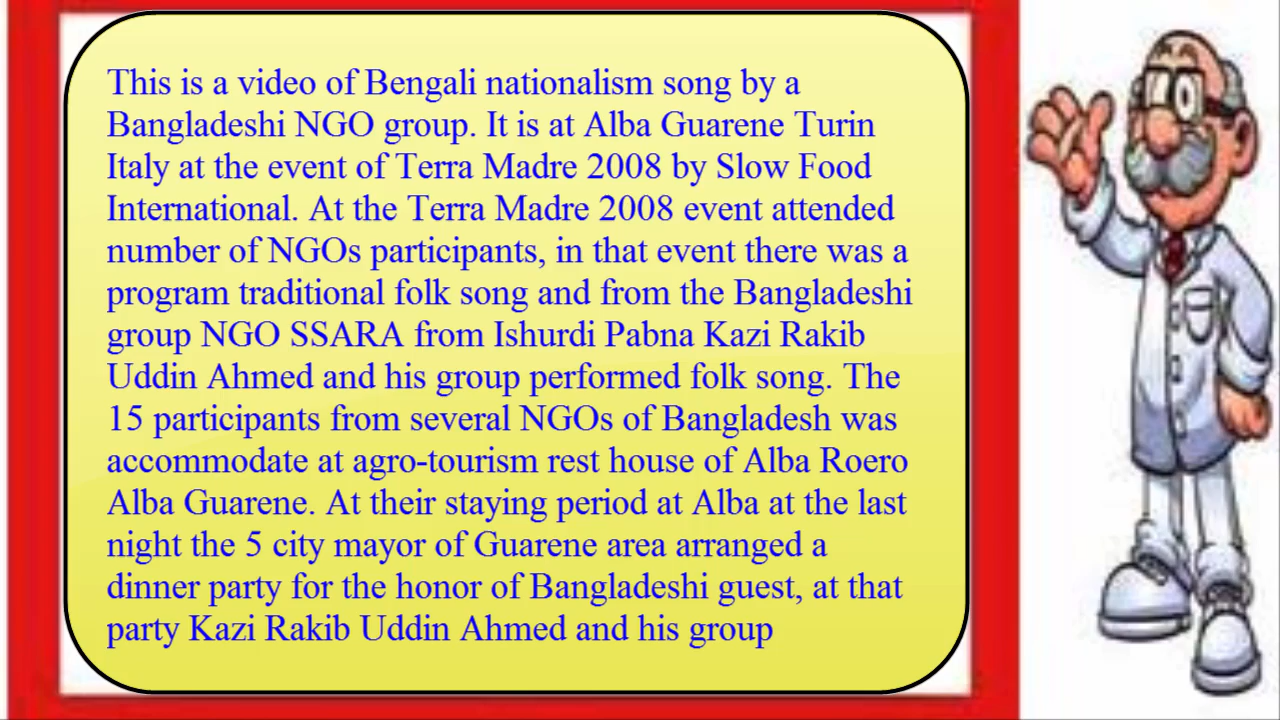 This is a video of Bengali nationalism song by a
Bangladeshi NGO group. It is at Alba Guarene Turin
Italy at the event of Terra Madre 2008 by Slow Food
International. At the Terra Madre 2008 event attended
number of NGOs participants, in that event there was a
program traditional folk song and from the Bangladeshi
group NGO SSARA from Ishurdi Pabna Kazi Rakib
Uddin Ahmed and his group performed folk song. The
15 participants from several NGOs of Bangladesh was
accommodate at agro-tourism rest house of Alba Roero
Alba Guarene. At their staying period at Alba at the last
night the 5 city mayor of Guarene area arranged a
dinner party for the honor of Bangladeshi guest, at that
party Kazi Rakib Uddin Ahmed and his group